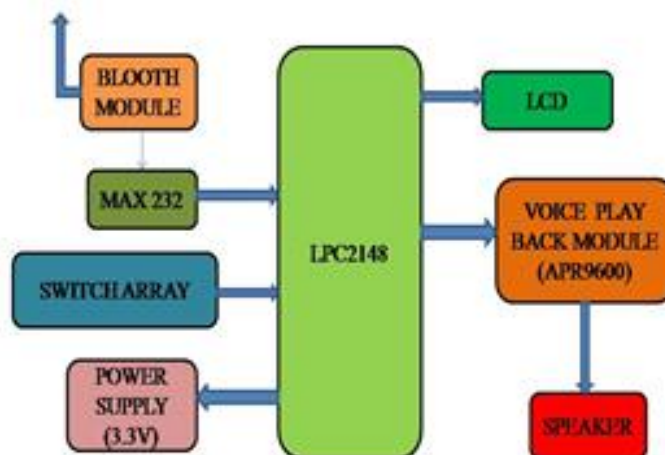 BLOOTH
MODULE
MAX 232
SWITCH ARRAY
POWER
SUPPLY
(3.3V)
LPC2148
LCD
VOICE PLAY
BACK MODULE
(APR9600)
SPEAKER